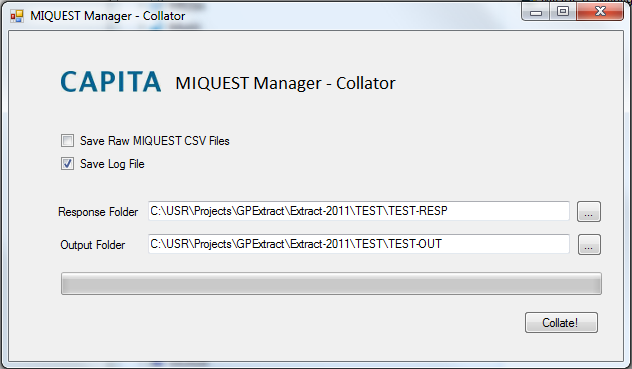 MIQUEST Manager - Collator
CAPITA MIQUEST Manager - Collator
Save Raw MIQUEST CSV Files
Save Log File
Response Folder C:\USR\Projects\GPExtract\Extract-2011\TEST\TEST-RESP ...
Output Folder C:\USR\Projects\GPExtract\Extract-2011\TEST\TEST-OUT ...
Collate!